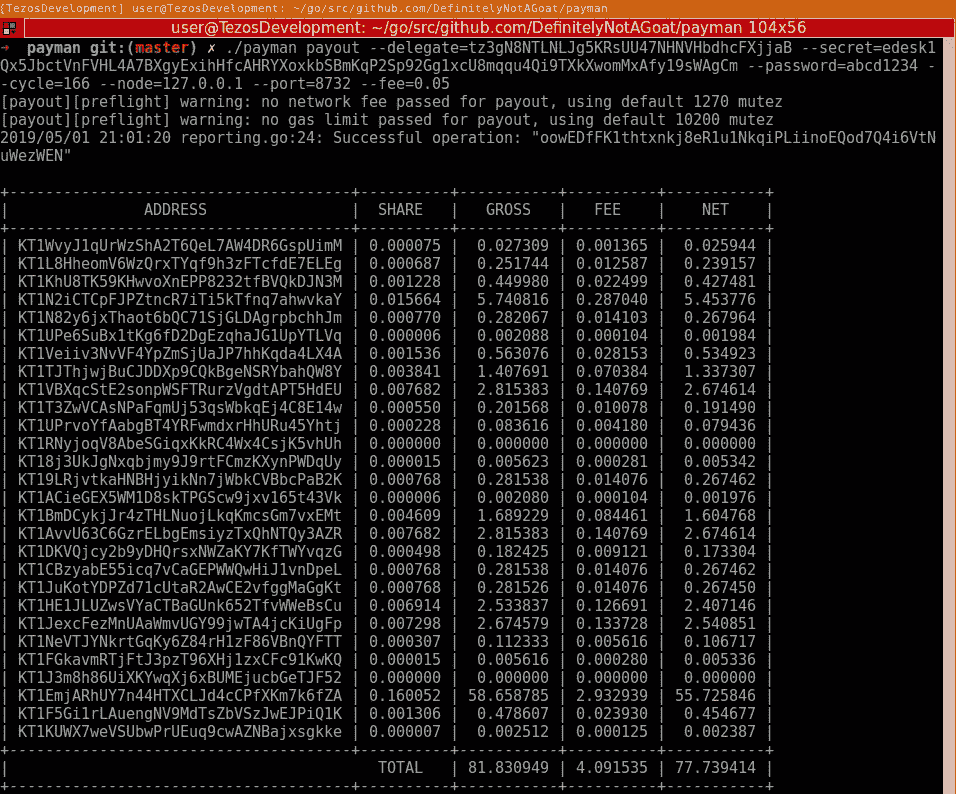 [TezosDevelopment] user@TezosDevelopment: ~/go/src/github.com/DefinitelyNotAGoat/payman
user@TezosDevelopment: ~/go/src/github.com/DefinitelyNotAGoat/payman 104x56
➜  payman git:(master) ✗ ./payman payout --delegate=tz3gN8NTLNLJg5KRsUU47NHNVHbdhcFXjjaB --secret=edesk1
Qx5JbctVnFVHL4A7BXgyExihHfcAHRYXoxkbSBmKqP2Sp92Gg1xcU8mqqu4Qi9TXkXwomMxAfy19sWAgCm --password=abcd1234 -
-cycle=166 --node=127.0.0.1 --port=8732 --fee=0.05
[payout][preflight] warning: no network fee passed for payout, using default 1270 mutez
[payout][preflight] warning: no gas limit passed for payout, using default 10200 mutez
2019/05/01 21:01:20 reporting.go:24: Successful operation: "oowEDfFK1thtxnkj8eR1u1NkqiPLiinoEQod7Q4i6VtN
uWezWEN"
+------------------------------------+----------+-----------+----------+-----------+
| ADDRESS | SHARE | GROSS | FEE | NET |
+------------------------------------+----------+-----------+----------+-----------+
| KT1WvyJ1qUrWzShA2T6QeL7AW4DR6GspUimM | 0.000075 | 0.027309 | 0.001365 | 0.025944 |
| KT1L8HheomV6WzQrxTYqf9h3zFTcfdE7ELEg | 0.000687 | 0.251744 | 0.012587 | 0.239157 |
| KT1KhU8TK59KHwvoXnEPP8232tfBVQkDJN3M | 0.001228 | 0.449980 | 0.022499 | 0.427481 |
| KT1N2iCTCpFJPZtncR7iTi5kTfnq7ahwvkaY | 0.015664 | 5.740816 | 0.287040 | 5.453776 |
| KT1N82y6jxThaot6bQC71SjGLDAgrpbchhJm | 0.000770 | 0.282067 | 0.014103 | 0.267964 |
| KT1UPe6SuBx1tKg6fD2DgEzqhaJG1UpYTLVq | 0.000006 | 0.002088 | 0.000104 | 0.001984 |
| KT1Veiiv3NvVF4YpZmSjUaJP7hhKqda4LX4A | 0.001536 | 0.563076 | 0.028153 | 0.534923 |
| KT1TJThjwjBuCJDDXp9CQkBgeNSRYbahQW8Y | 0.003841 | 1.407691 | 0.070384 | 1.337307 |
| KT1VBXqcStE2sonpWSFTRurzVgdtAPT5HdEU | 0.007682 | 2.815383 | 0.140769 | 2.674614 |
| KT1T3ZwVCAsNPaFqmUj53qsWbkqEj4C8E14w | 0.000550 | 0.201568 | 0.010078 | 0.191490 |
| KT1UPrvoYfAabgBT4YRFwmdxrHhURu45Yhtj | 0.000228 | 0.083616 | 0.004180 | 0.079436 |
| KT1RNyjoqV8AbeSGiqxKkRC4Wx4CsjK5vhUh | 0.000000 | 0.000000 | 0.000000 | 0.000000 |
| KT18j3UkJgNxqbjmy9J9rtFCmzKXynPWDqUy | 0.000015 | 0.005623 | 0.000281 | 0.005342 |
| KT19LRjvtkaHNBHjyikNn7jWbkCVBbcPaB2K | 0.000768 | 0.281538 | 0.014076 | 0.267462 |
| KT1ACieGEX5WM1D8skTPGScw9jxv165t43Vk | 0.000006 | 0.002080 | 0.000104 | 0.001976 |
| KT1BmDCykjJr4zTHLNuojLkqKmcsGm7vxEMt | 0.004609 | 1.689229 | 0.084461 | 1.604768 |
| KT1AvvU63C6GzrELbgEmsiyzTxQhNTQy3AZR | 0.007682 | 2.815383 | 0.140769 | 2.674614 |
| KT1DKVQjcy2b9yDHQrsxNWZaKY7KfTWYvqzG | 0.000498 | 0.182425 | 0.009121 | 0.173304 |
| KT1CBzyabE55icq7vCaGEPWWQwHiJ1vnDpeL | 0.000768 | 0.281538 | 0.014076 | 0.267462 |
| KT1JuKotYDPZd71cUtaR2AwCE2vfggMaGgKt | 0.000768 | 0.281526 | 0.014076 | 0.267450 |
| KT1HE1JLUZwsVYaCTBaGUnk652TfvWWeBsCu | 0.006914 | 2.533837 | 0.126691 | 2.407146 |
| KT1JexcFezMnUAaWmvUGY99jwTA4jcKiUgFp | 0.007298 | 2.674579 | 0.133728 | 2.540851 |
| KT1NeVTJYNkrtGqKy6Z84rH1zF86VBnQYFTT | 0.000307 | 0.112333 | 0.005616 | 0.106717 |
| KT1FGkavmRTjFtJ3pzT96XHj1zxCFc91KwKQ | 0.000015 | 0.005616 | 0.000280 | 0.005336 |
| KT1J3m8h86UiXKYwqXj6xBUMEjucbGeTJF52 | 0.000000 | 0.000000 | 0.000000 | 0.000000 |
| KT1EmjARhUY7n44HTXCLJd4cCPfXKm7k6fZA | 0.160052 | 58.658785 | 2.932939 | 55.725846 |
| KT1F5Gi1rLAuengNV9MdTsZbVSzJwEJPiQ1K | 0.001306 | 0.478607 | 0.023930 | 0.454677 |
| KT1KUWX7weVSUbwPrUEuq9cwAZNBajxsgkke | 0.000007 | 0.002512 | 0.000125 | 0.002387 |
+------------------------------------+----------+-----------+----------+-----------+
| TOTAL | 81.830949 | 4.091535 | 77.739414 |
+------------------------------------+----------+-----------+----------+-----------+